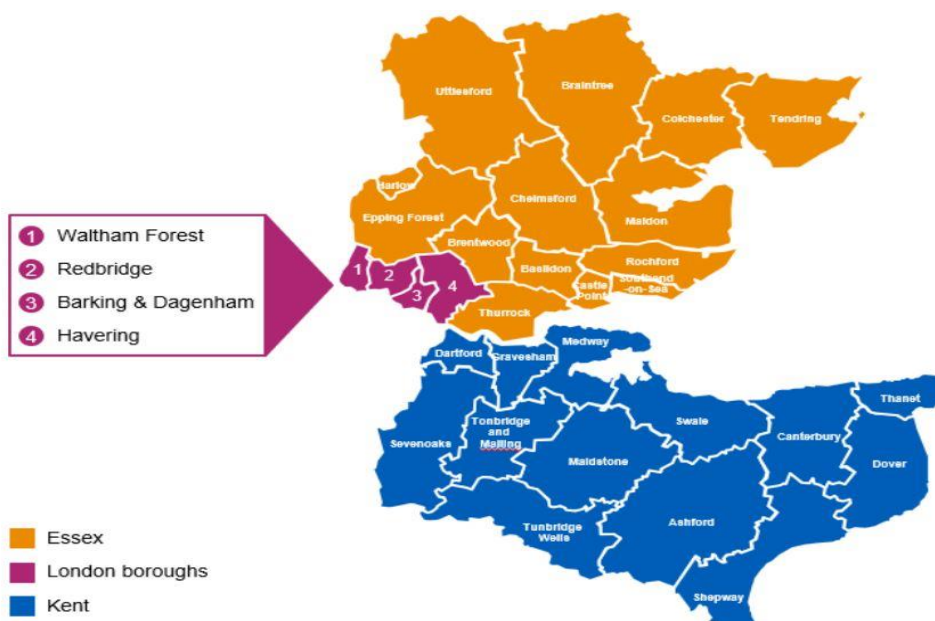 Uttlesford
Braintree
Colchester
Tendring
Harlow
Epping Forest
Chelmsford
Maldon
Brentwood
Basildon
Rochford
Castle
Point
Southend
-on-Sea
Thurrock
1
2
3
4
1 Waltham Forest
2 Redbridge
3 Barking & Dagenham
4 Havering
Dartford
Gravesham
Medway
Sevenoaks
Tonbridge
and
Malling
Maidstone
Swale
Canterbury
Thanet
Dover
Tunbridge
Wells
Ashford
Shepway
Essex
London boroughs
Kent